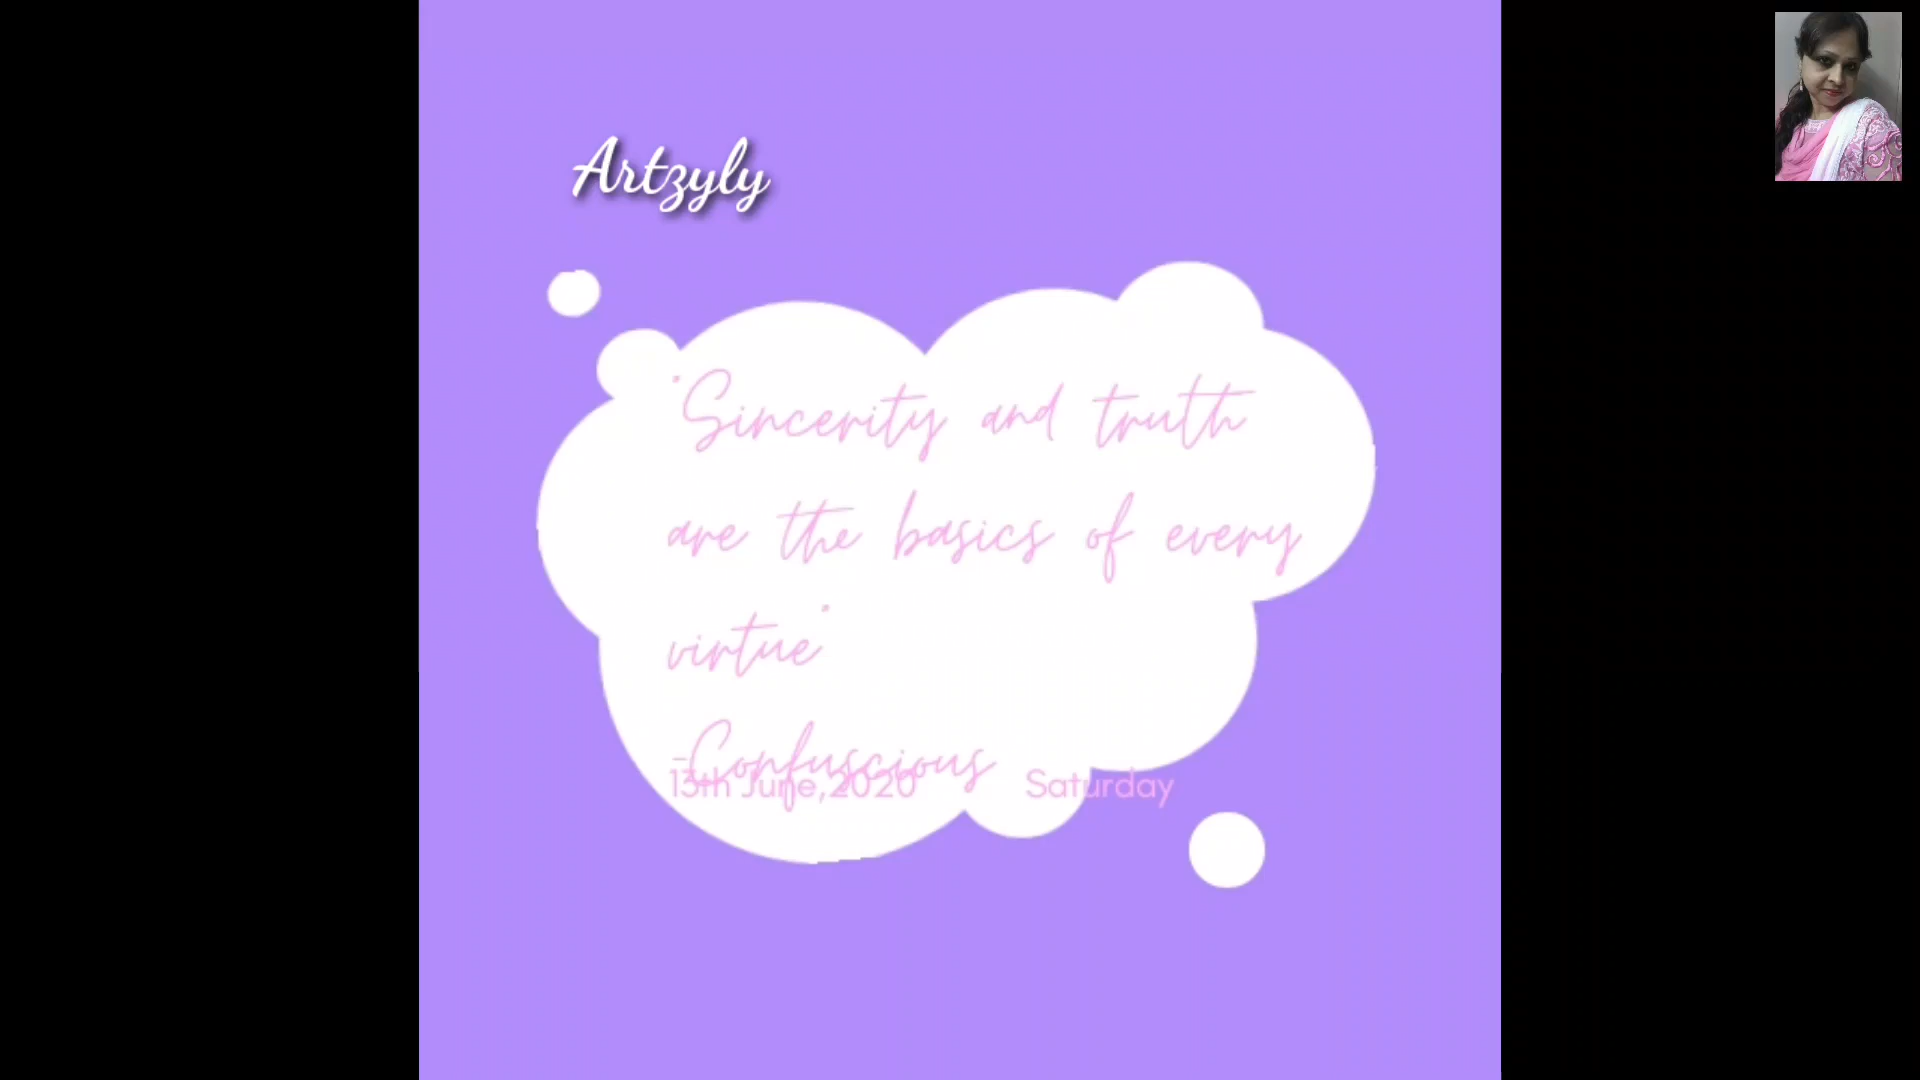 Artzyly
"Sincerity and truth
are the basics of every
virtue"
-Confuscious
13th June,2020 Saturday